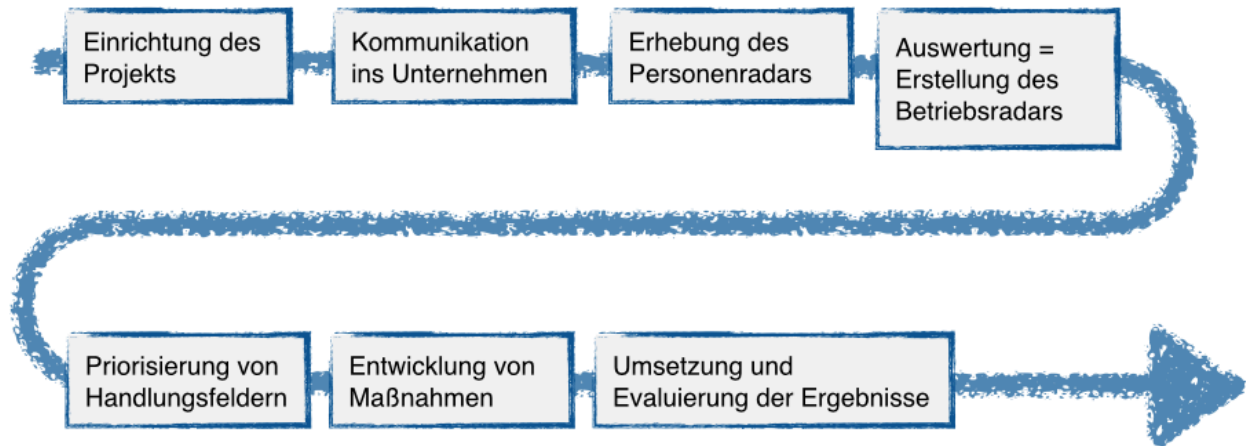 Einrichtung des
Projekts
Kommunikation
ins Unternehmen
Erhebung des
Personenradars
Auswertung =
Erstellung des
Betriebsradars
Priorisierung von
Handlungsfeldern
Entwicklung von
Maßnahmen
Umsetzung und
Evaluierung der Ergebnisse